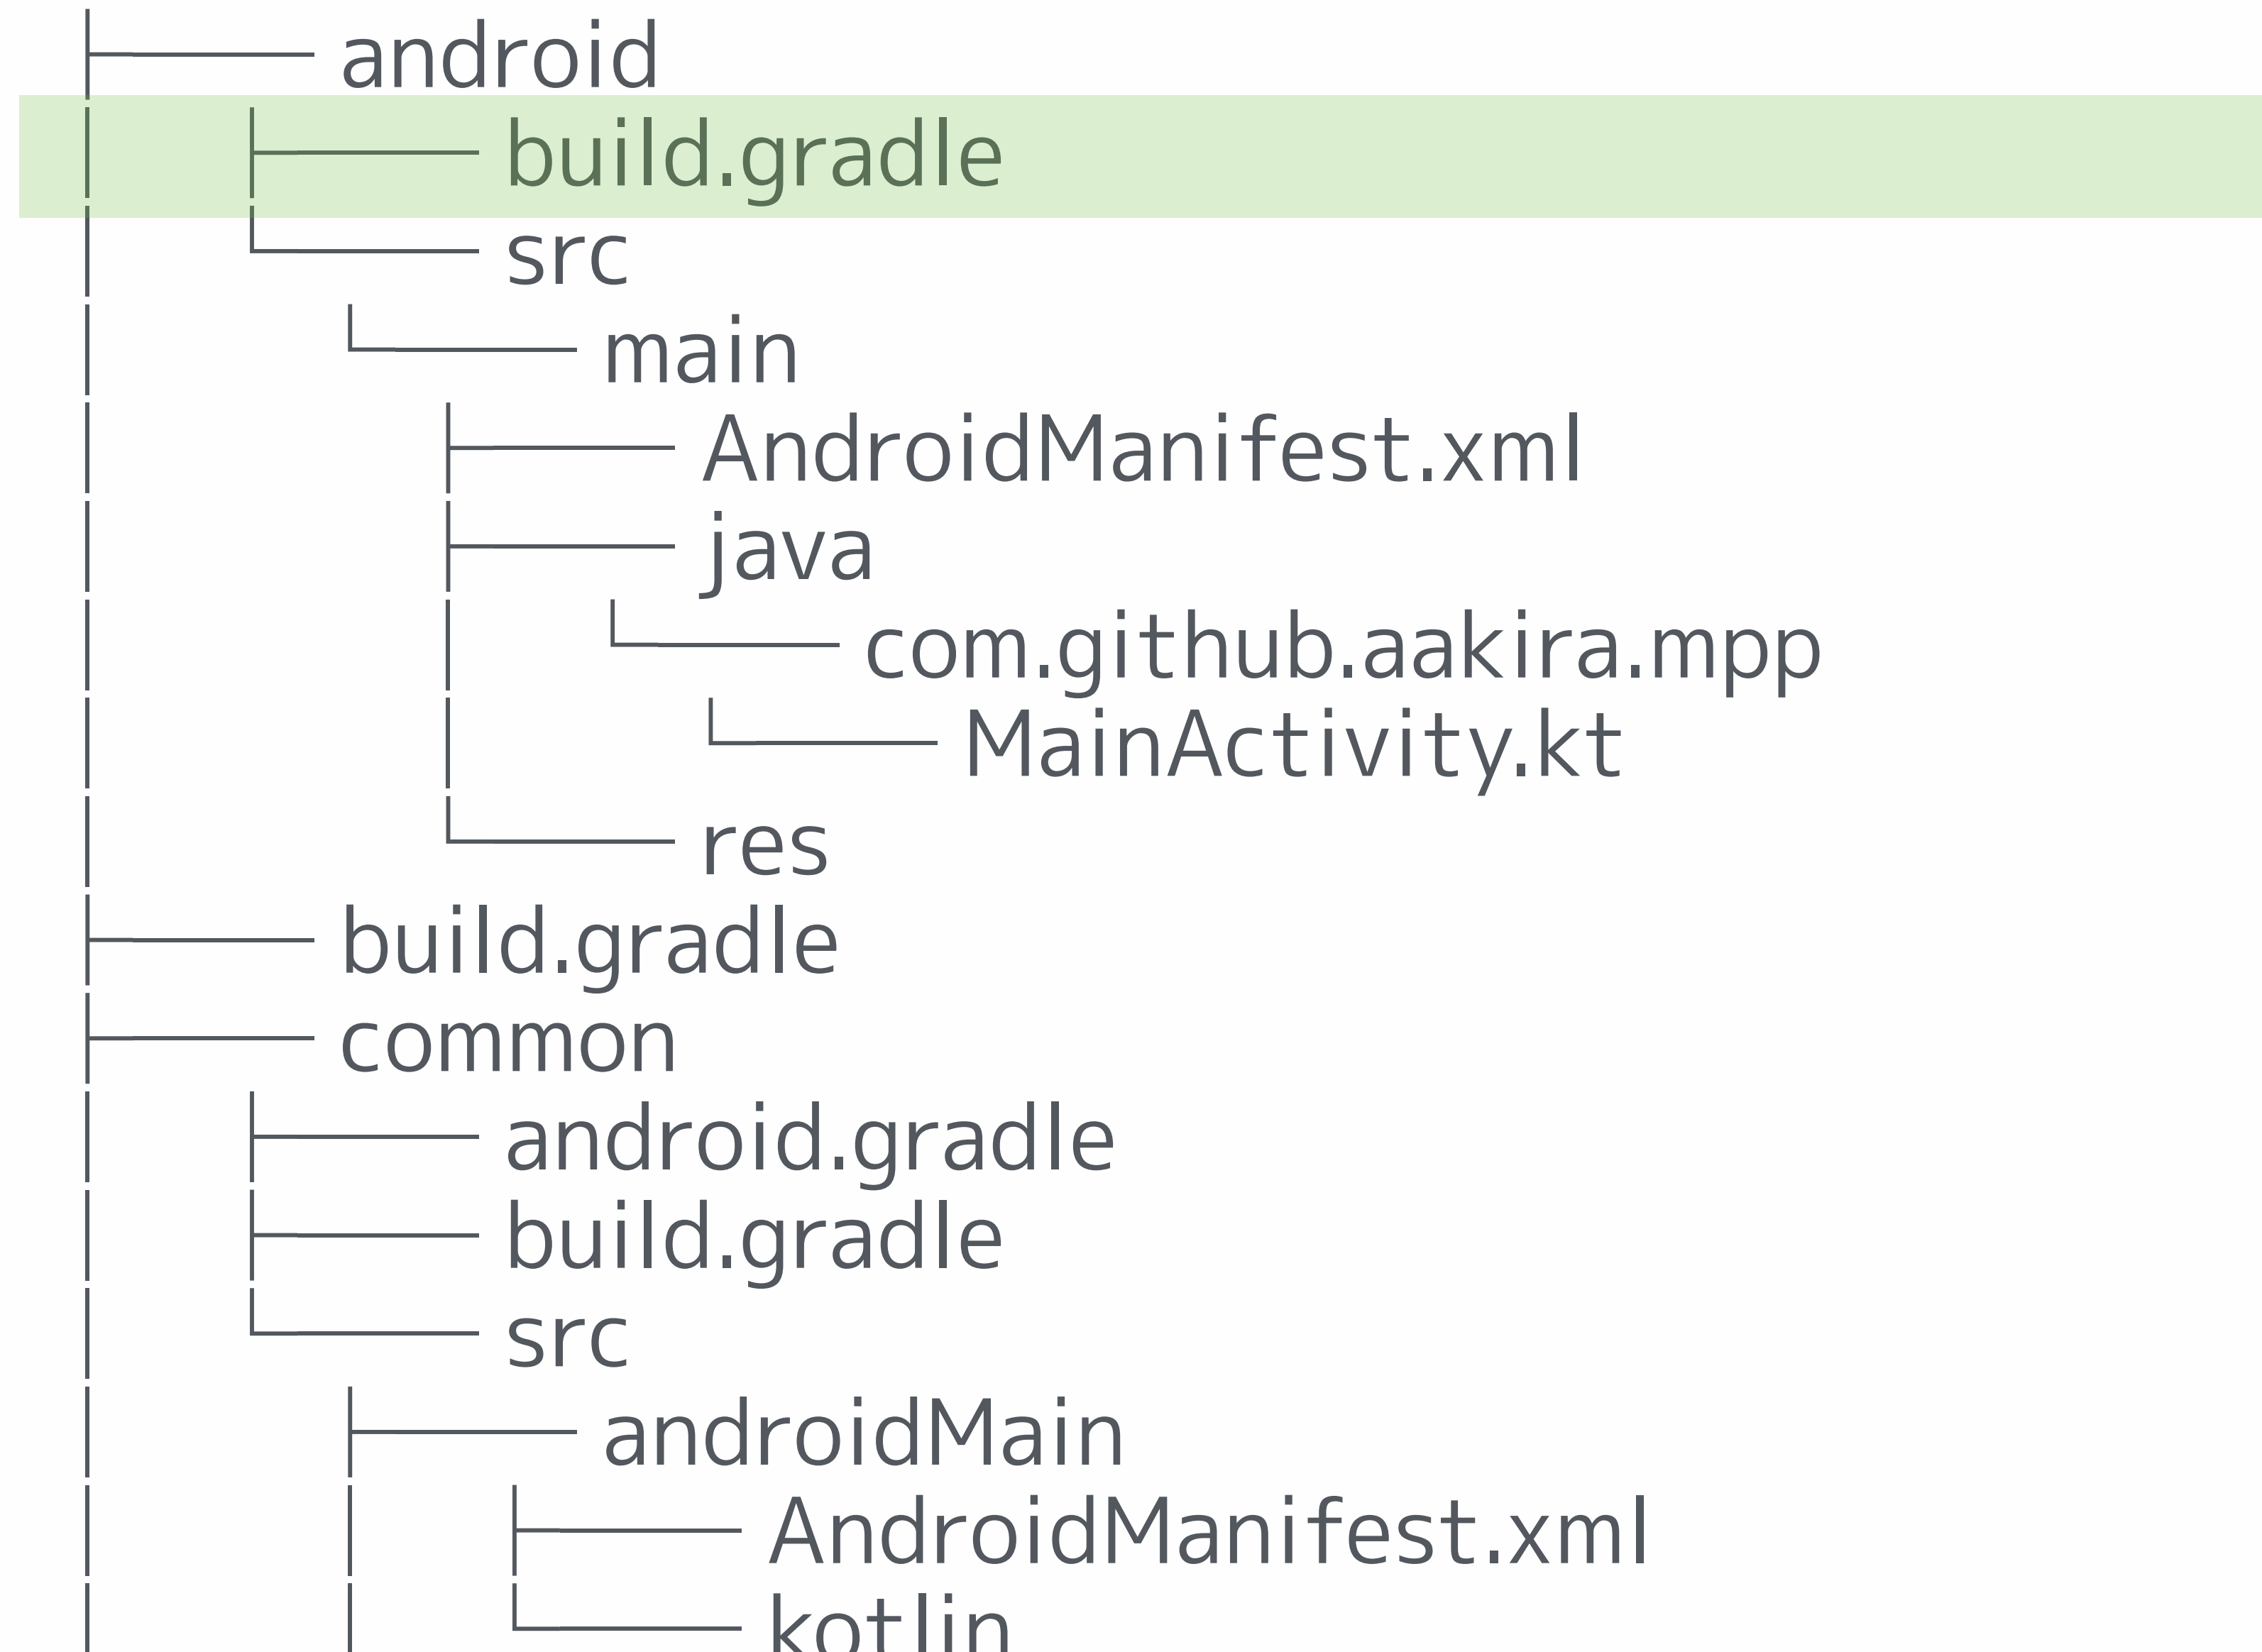 android
build.gradle
src
main
AndroidManifest.xml
java
com.github.aakira.mpp
MainActivity.kt
res
build.gradle
common
android.gradle
build.gradle
src
androidMain
AndroidManifest.xml
kotlin